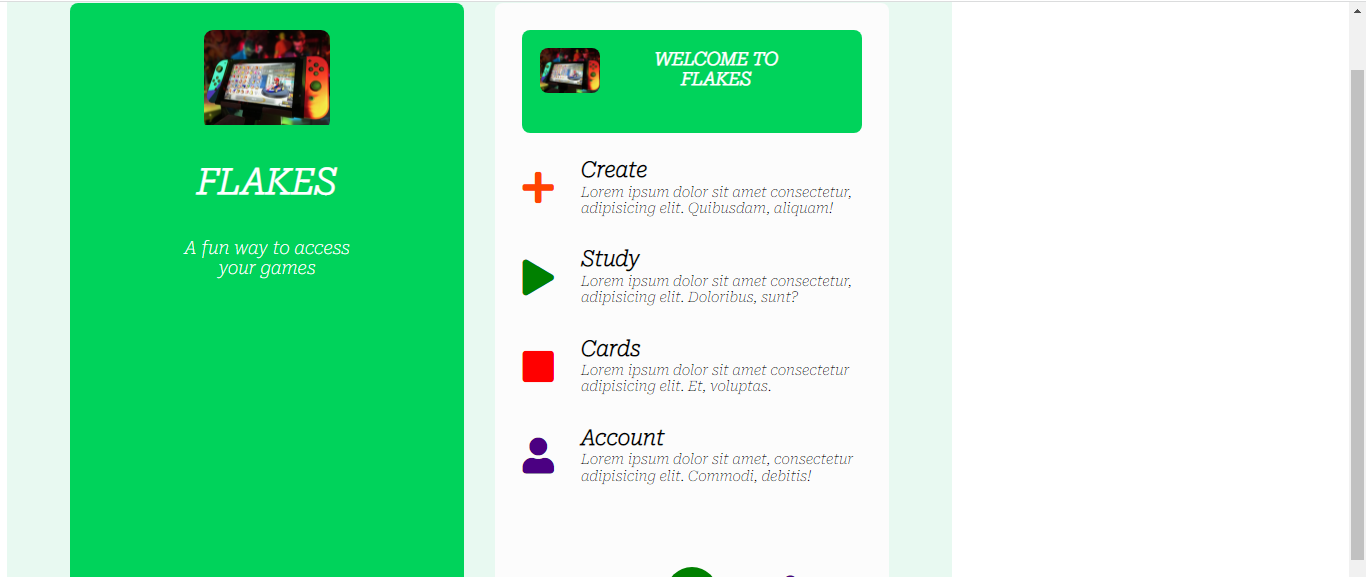 FLAKES
A fun way to access
your games
WELCOME TO
FLAKES
Create
Lorem ipsum dolor sit amet consectetur,
adipisicing elit. Quibusdam, aliquam!
Study
Lorem ipsum dolor sit amet consectetur,
adipisicing elit. Doloribus, sunt?
Cards
Lorem ipsum dolor sit amet consectetur
adipisicing elit. Et, voluptas.
Account
Lorem ipsum dolor sit amet, consectetur
adipisicing elit. Commodi, debitis!